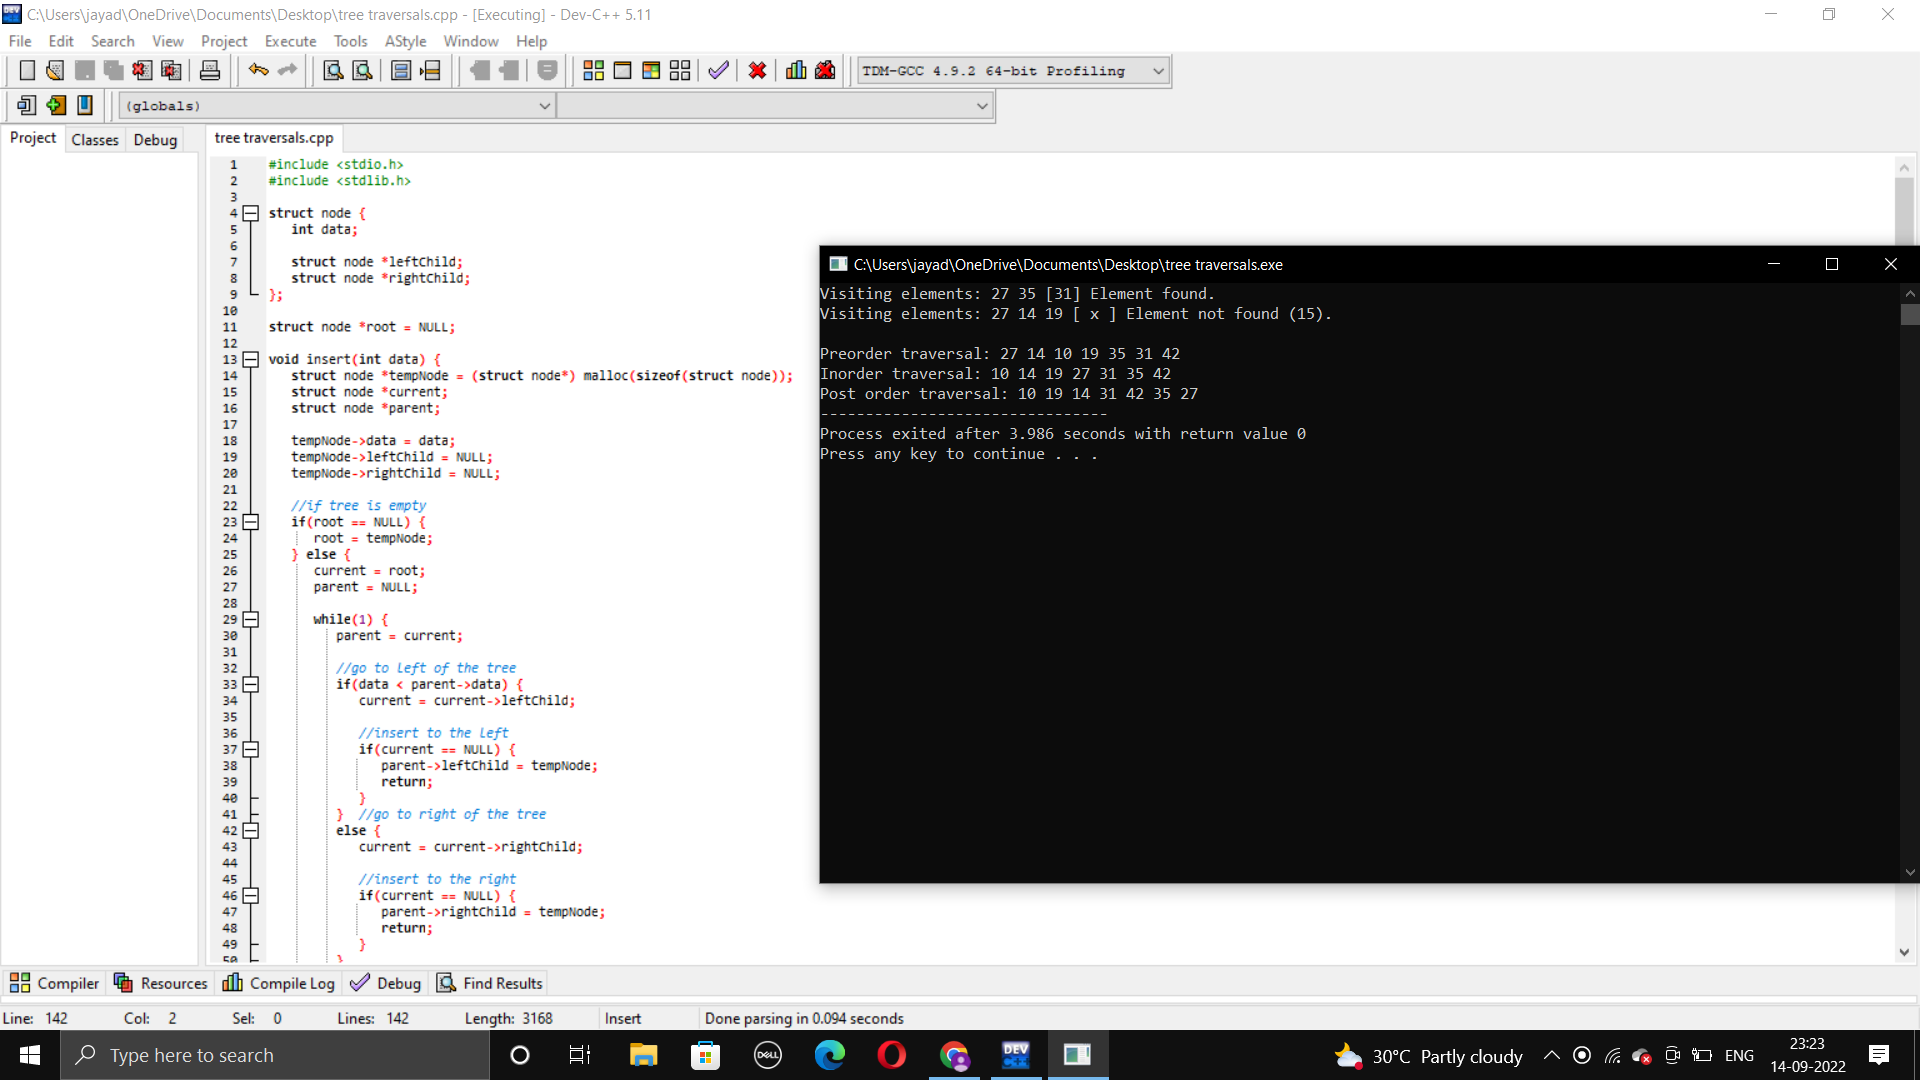 C:\Users\jayad\OneDrive\Documents\Desktop\tree traversals.cpp - [Executing] - Dev-C++ 5.11
File Edit Search View Project Execute Tools AStyle Window Help
TDM-GCC 4.9.2 64-bit Profiling
(globals)
Project Classes Debug
tree traversals.cpp
1 #include <stdio.h>
2 #include <stdlib.h>
3
4 struct node {
5 int data;
6
7 struct node *leftChild;
8 struct node *rightChild;
9 };
10
11 struct node *root = NULL;
12
13 void insert(int data) {
14 struct node *tempNode = (struct node*) malloc(sizeof(struct node));
15 struct node *current;
16 struct node *parent;
17
18 tempNode->data = data;
19 tempNode->leftChild = NULL;
20 tempNode->rightChild = NULL;
21
22 //if tree is empty
23 if(root == NULL) {
24 root = tempNode;
25 } else {
26 current = root;
27 parent = NULL;
28
29 while(1) {
30 parent = current;
31
32 //go to left of the tree
33 if(data < parent->data) {
34 current = current->leftChild;
35
36 //insert to the left
37 if(current == NULL) {
38 parent->leftChild = tempNode;
39 return;
40 }
41 } //go to right of the tree
42 else {
43 current = current->rightChild;
44
45 //insert to the right
46 if(current == NULL) {
47 parent->rightChild = tempNode;
48 return;
49 }
50 }
C:\Users\jayad\OneDrive\Documents\Desktop\tree traversals.exe
Visiting elements: 27 35 [31] Element found.
Visiting elements: 27 14 19 [ x ] Element not found (15).
Preorder traversal: 27 14 10 19 35 31 42
Inorder traversal: 10 14 19 27 31 35 42
Post order traversal: 10 19 14 31 42 35 27
--------------------------------
Process exited after 3.986 seconds with return value 0
Press any key to continue . . .
Compiler Resources Compile Log Debug Find Results
Line: 142 Col: 2 Sel: 0 Lines: 142 Length: 3168 Insert Done parsing in 0.094 seconds
Type here to search
DELL
DEV C++
30°C Partly cloudy
ENG
23:23
14-09-2022